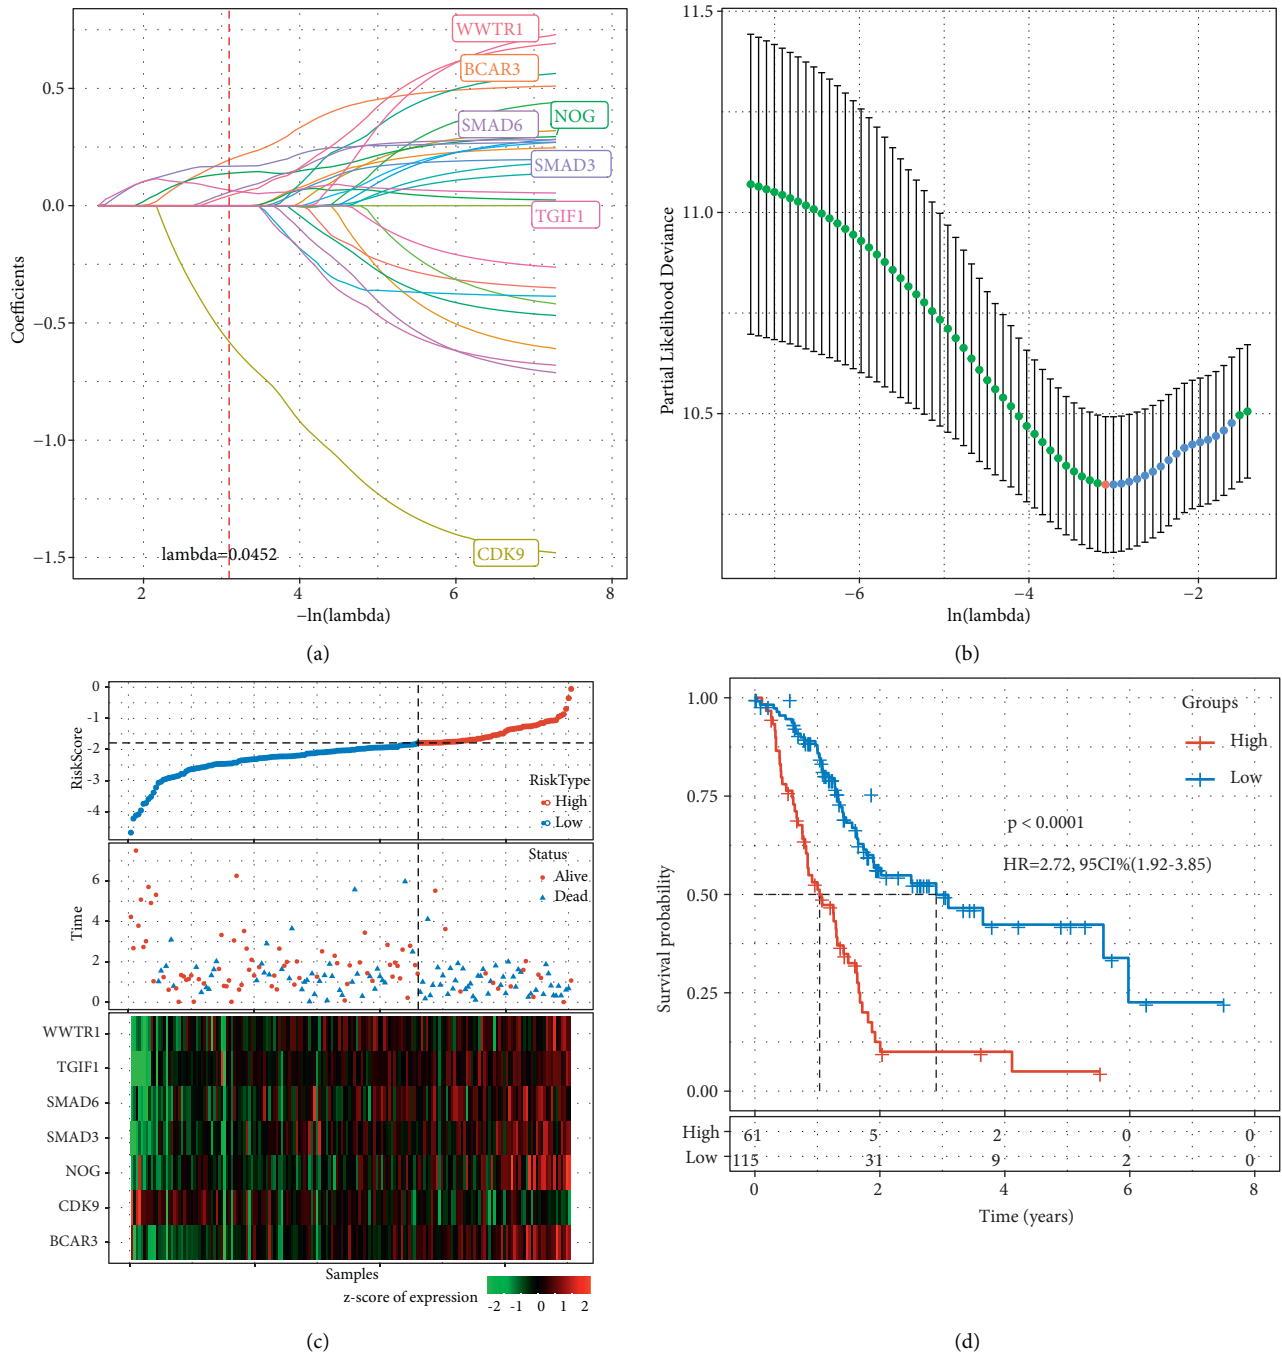 WWTR1
BCAR3
NOG
SMAD6
SMAD3
TGIF1
CDK9
0.5
0.0
−0.5
−1.0
−1.5
Coefficients
lambda=0.0452
2 4 6 8
−ln(lambda)
(a)
11.5
11.0
10.5
Partial Likelihood Deviance
−6 −4 −2
ln(lambda)
(b)
0
-1
-2
-3
-4
RiskScore
RiskType
High
Low
Status
Alive
Dead
6
4
2
0
Time
WWTR1
TGIF1
SMAD6
SMAD3
NOG
CDK9
BCAR3
Samples
z-score of expression
-2 -1 0 1 2
(c)
1.00
0.75
0.50
0.25
0.00
Survival probability
Groups
High
Low
p < 0.0001
HR=2.72, 95CI%(1.92-3.85)
High 61 5 2 0 0
Low 115 31 9 2 0
0 2 4 6 8
Time (years)
(d)